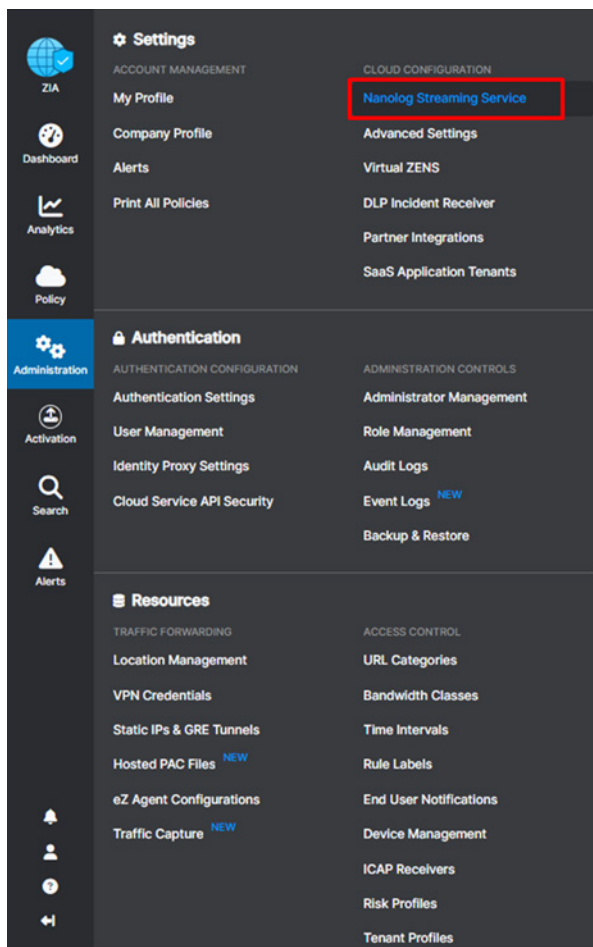 ZIA
Dashboard
Analytics
Policy
Administration
Activation
Search
Alerts
Settings
ACCOUNT MANAGEMENT
My Profile
Company Profile
Alerts
Print All Policies
CLOUD CONFIGURATION
Nanolog Streaming Service
Advanced Settings
Virtual ZENS
DLP Incident Receiver
Partner Integrations
SaaS Application Tenants
Authentication
AUTHENTICATION CONFIGURATION
Authentication Settings
User Management
Identity Proxy Settings
Cloud Service API Security
ADMINISTRATION CONTROLS
Administrator Management
Role Management
Audit Logs
Event Logs NEW
Backup & Restore
Resources
TRAFFIC FORWARDING
Location Management
VPN Credentials
Static IPs & GRE Tunnels
Hosted PAC Files NEW
eZ Agent Configurations
Traffic Capture NEW
ACCESS CONTROL
URL Categories
Bandwidth Classes
Time Intervals
Rule Labels
End User Notifications
Device Management
ICAP Receivers
Risk Profiles
Tenant Profiles